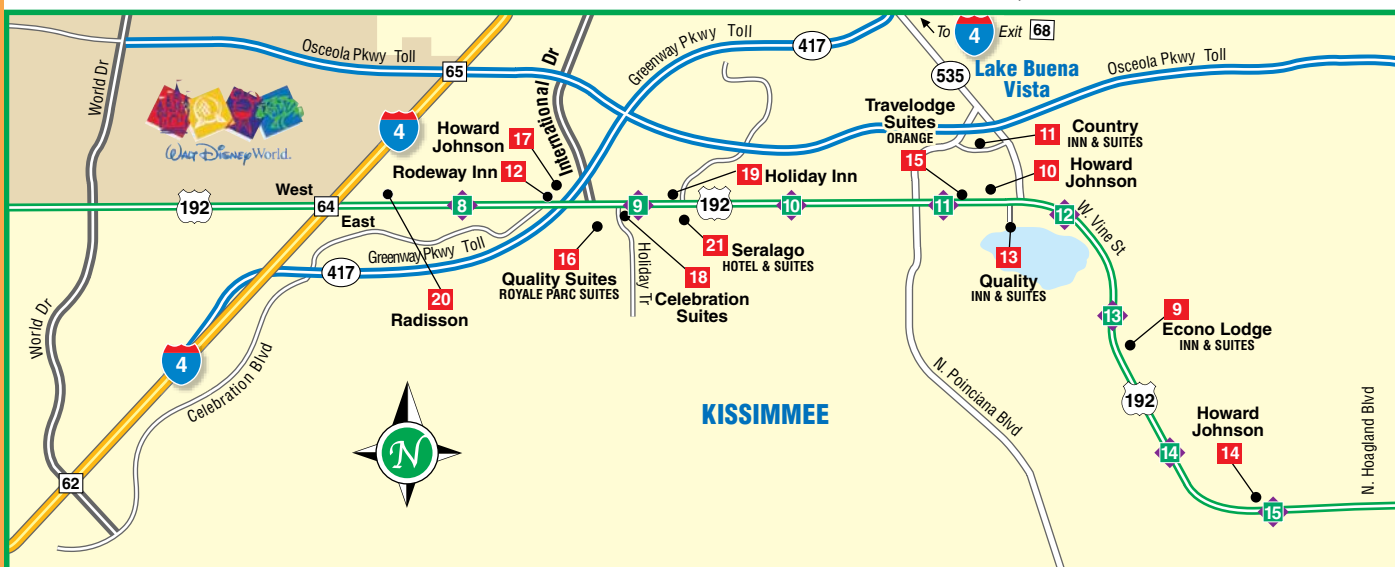 To 4 Exit 68
Osceola Pkwy Toll
65
International Dr
Greenway Pkwy Toll
417
535
Lake Buena
Vista
Osceola Pkwy Toll
World Dr
Walt Disney World.
4
Howard
Johnson
17
Rodeway Inn 12
Travelodge
Suites
ORANGE
15
11 Country
INN & SUITES
10 Howard
Johnson
19 Holiday Inn
192
West
64
East
8
9
192
10
11
12
W. Vine St
Greenway Pkwy Toll
417
16
Quality Suites
ROYALE PARC SUITES
Holiday Tr
21 Seralago
HOTEL & SUITES
18
Celebration
Suites
13
Quality
INN & SUITES
20
Radisson
13
9
Econo Lodge
INN & SUITES
World Dr
4
Celebration Blvd
KISSIMMEE
N. Poinciana Blvd
192
Howard
Johnson
14
N. Hoagland Blvd
N
14
62
15